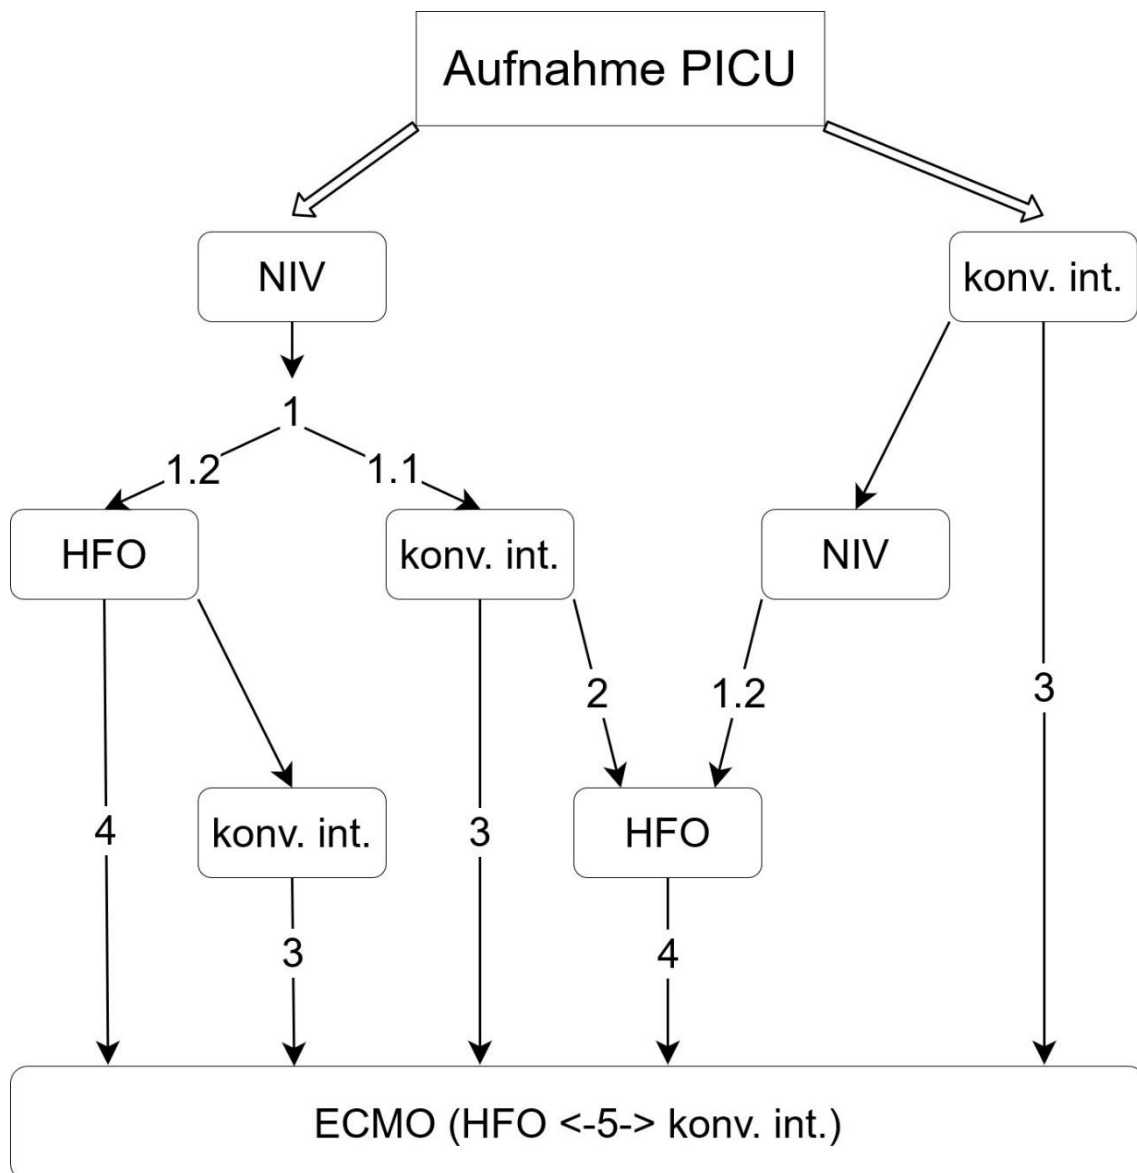 Aufnahme PICU
NIV
konv. int.
1
1.2
1.1
HFO
konv. int.
NIV
2
1.2
3
4
konv. int.
3
HFO
3
4
ECMO (HFO <-5-> konv. int.)